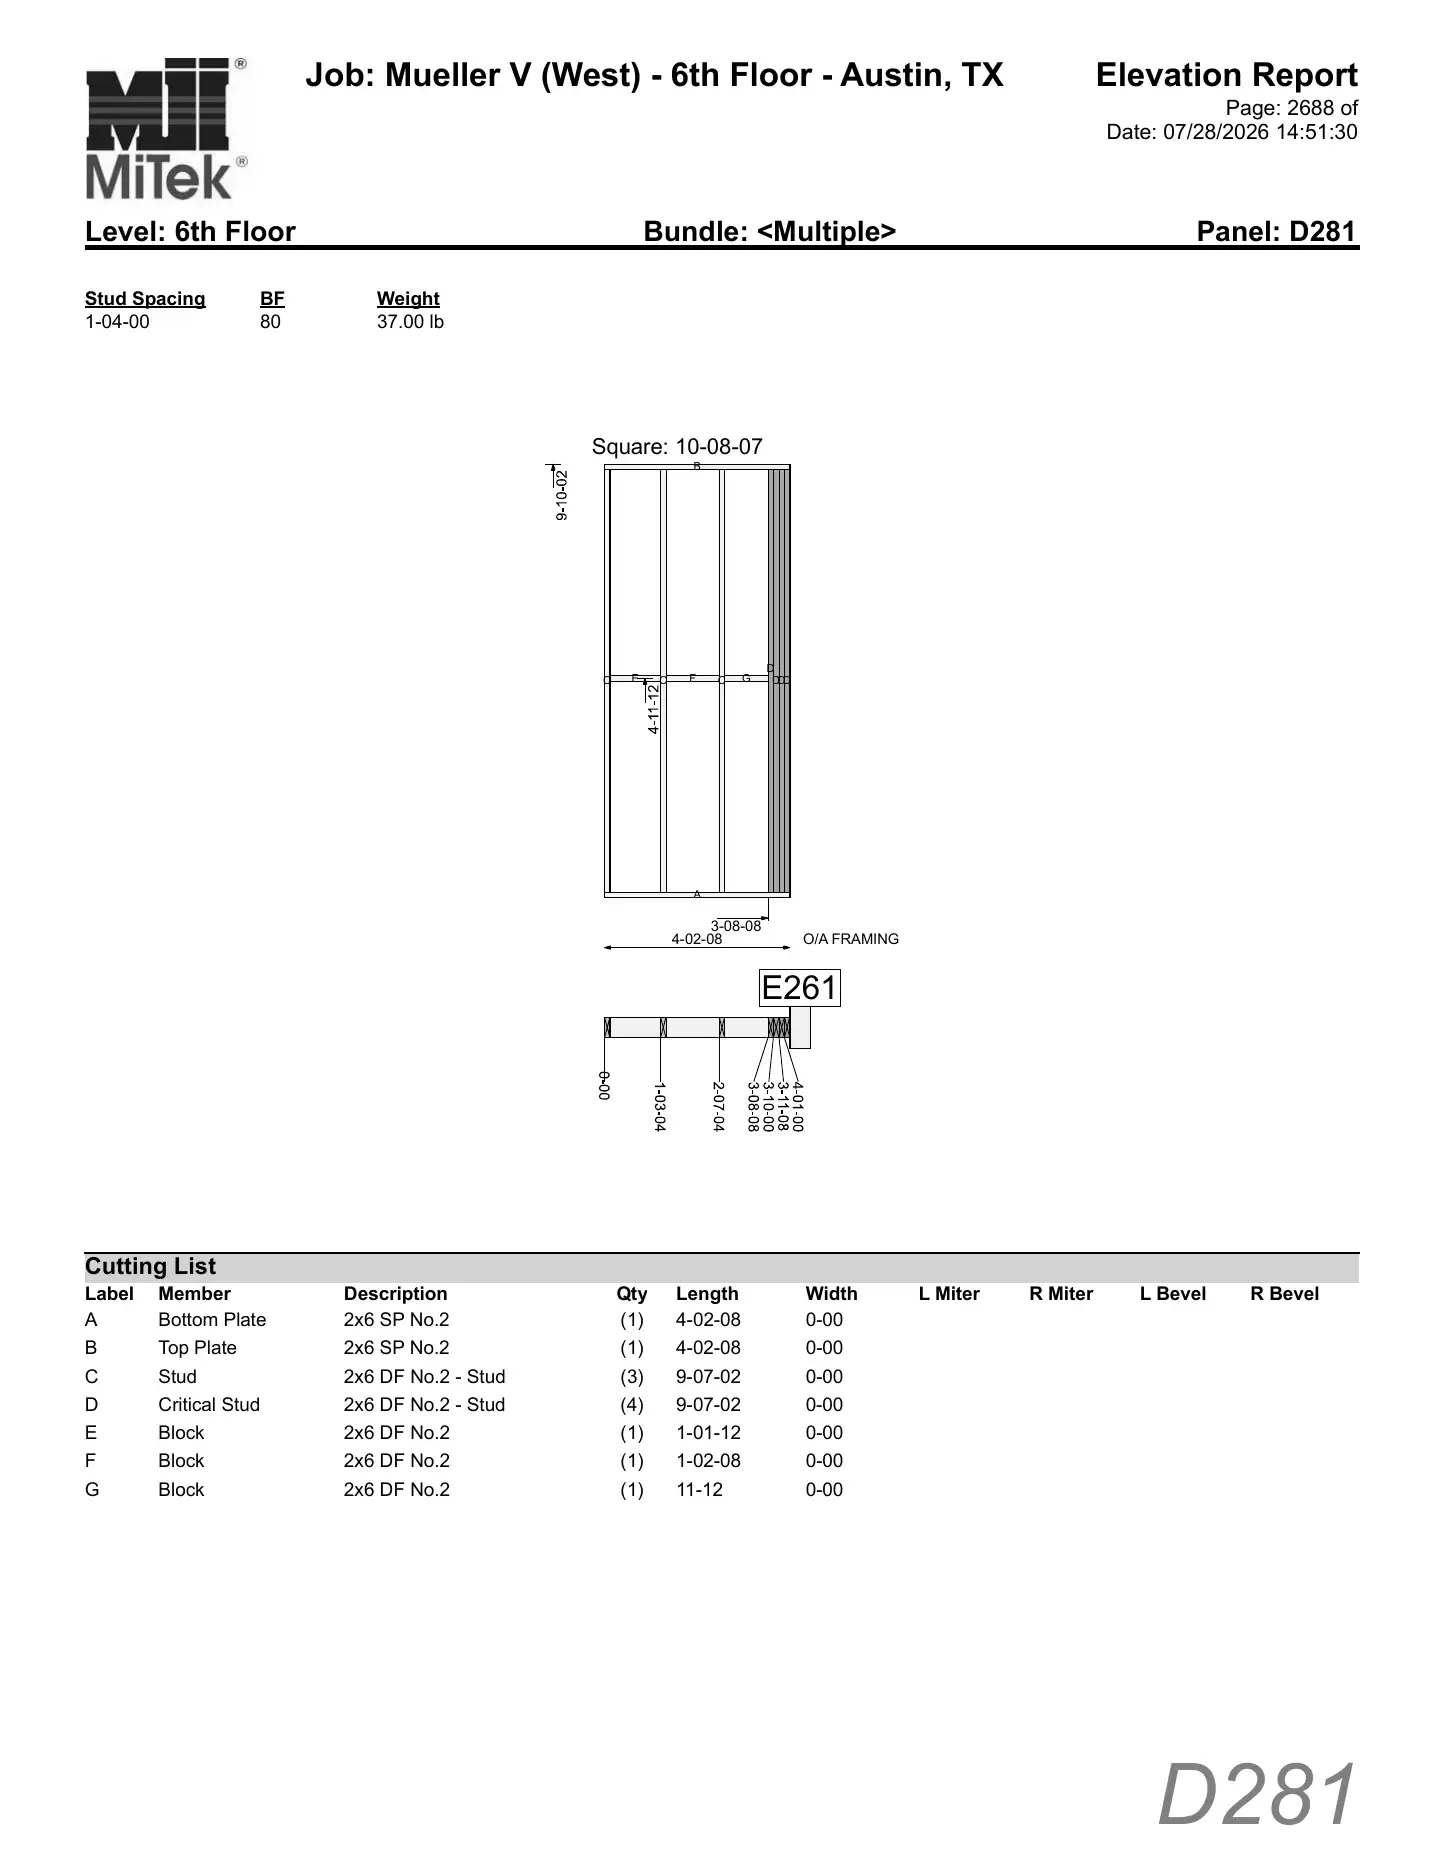 MiTek®
Job: Mueller V (West) - 6th Floor - Austin, TX
Elevation Report
Page: 2688 of
Date: 07/28/2026 14:51:30
Level: 6th Floor Bundle: <Multiple> Panel: D281
Stud Spacing BF Weight
1-04-00 80 37.00 lb
Square: 10-08-07
B
9-10-02
D
C E C F C G D D D
4-11-12
A
3-08-08
4-02-08 O/A FRAMING
E261
0-00 1-03-04 2-07-04 3-08-08 3-10-00 3-11-08 4-01-00
Cutting List
Label Member Description Qty Length Width L Miter R Miter L Bevel R Bevel
A Bottom Plate 2x6 SP No.2 (1) 4-02-08 0-00
B Top Plate 2x6 SP No.2 (1) 4-02-08 0-00
C Stud 2x6 DF No.2 - Stud (3) 9-07-02 0-00
D Critical Stud 2x6 DF No.2 - Stud (4) 9-07-02 0-00
E Block 2x6 DF No.2 (1) 1-01-12 0-00
F Block 2x6 DF No.2 (1) 1-02-08 0-00
G Block 2x6 DF No.2 (1) 11-12 0-00
D281